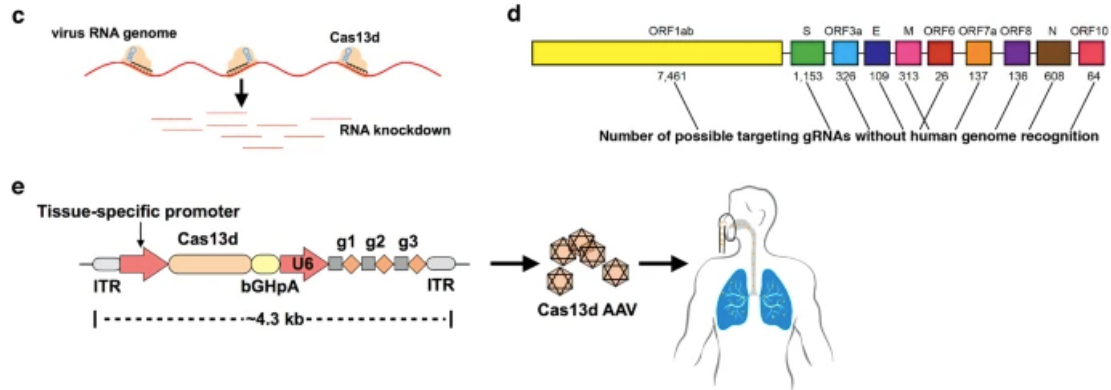 c
virus RNA genome
Cas13d
RNA knockdown
d
ORF1ab S ORF3a E M ORF6 ORF7a ORF8 N ORF10
7,461 1,153 326 109 313 26 137 136 608 64
Number of possible targeting gRNAs without human genome recognition
e
Tissue-specific promoter
Cas13d g1 g2 g3
U6
ITR bGHpA ITR
~4.3 kb
Cas13d AAV